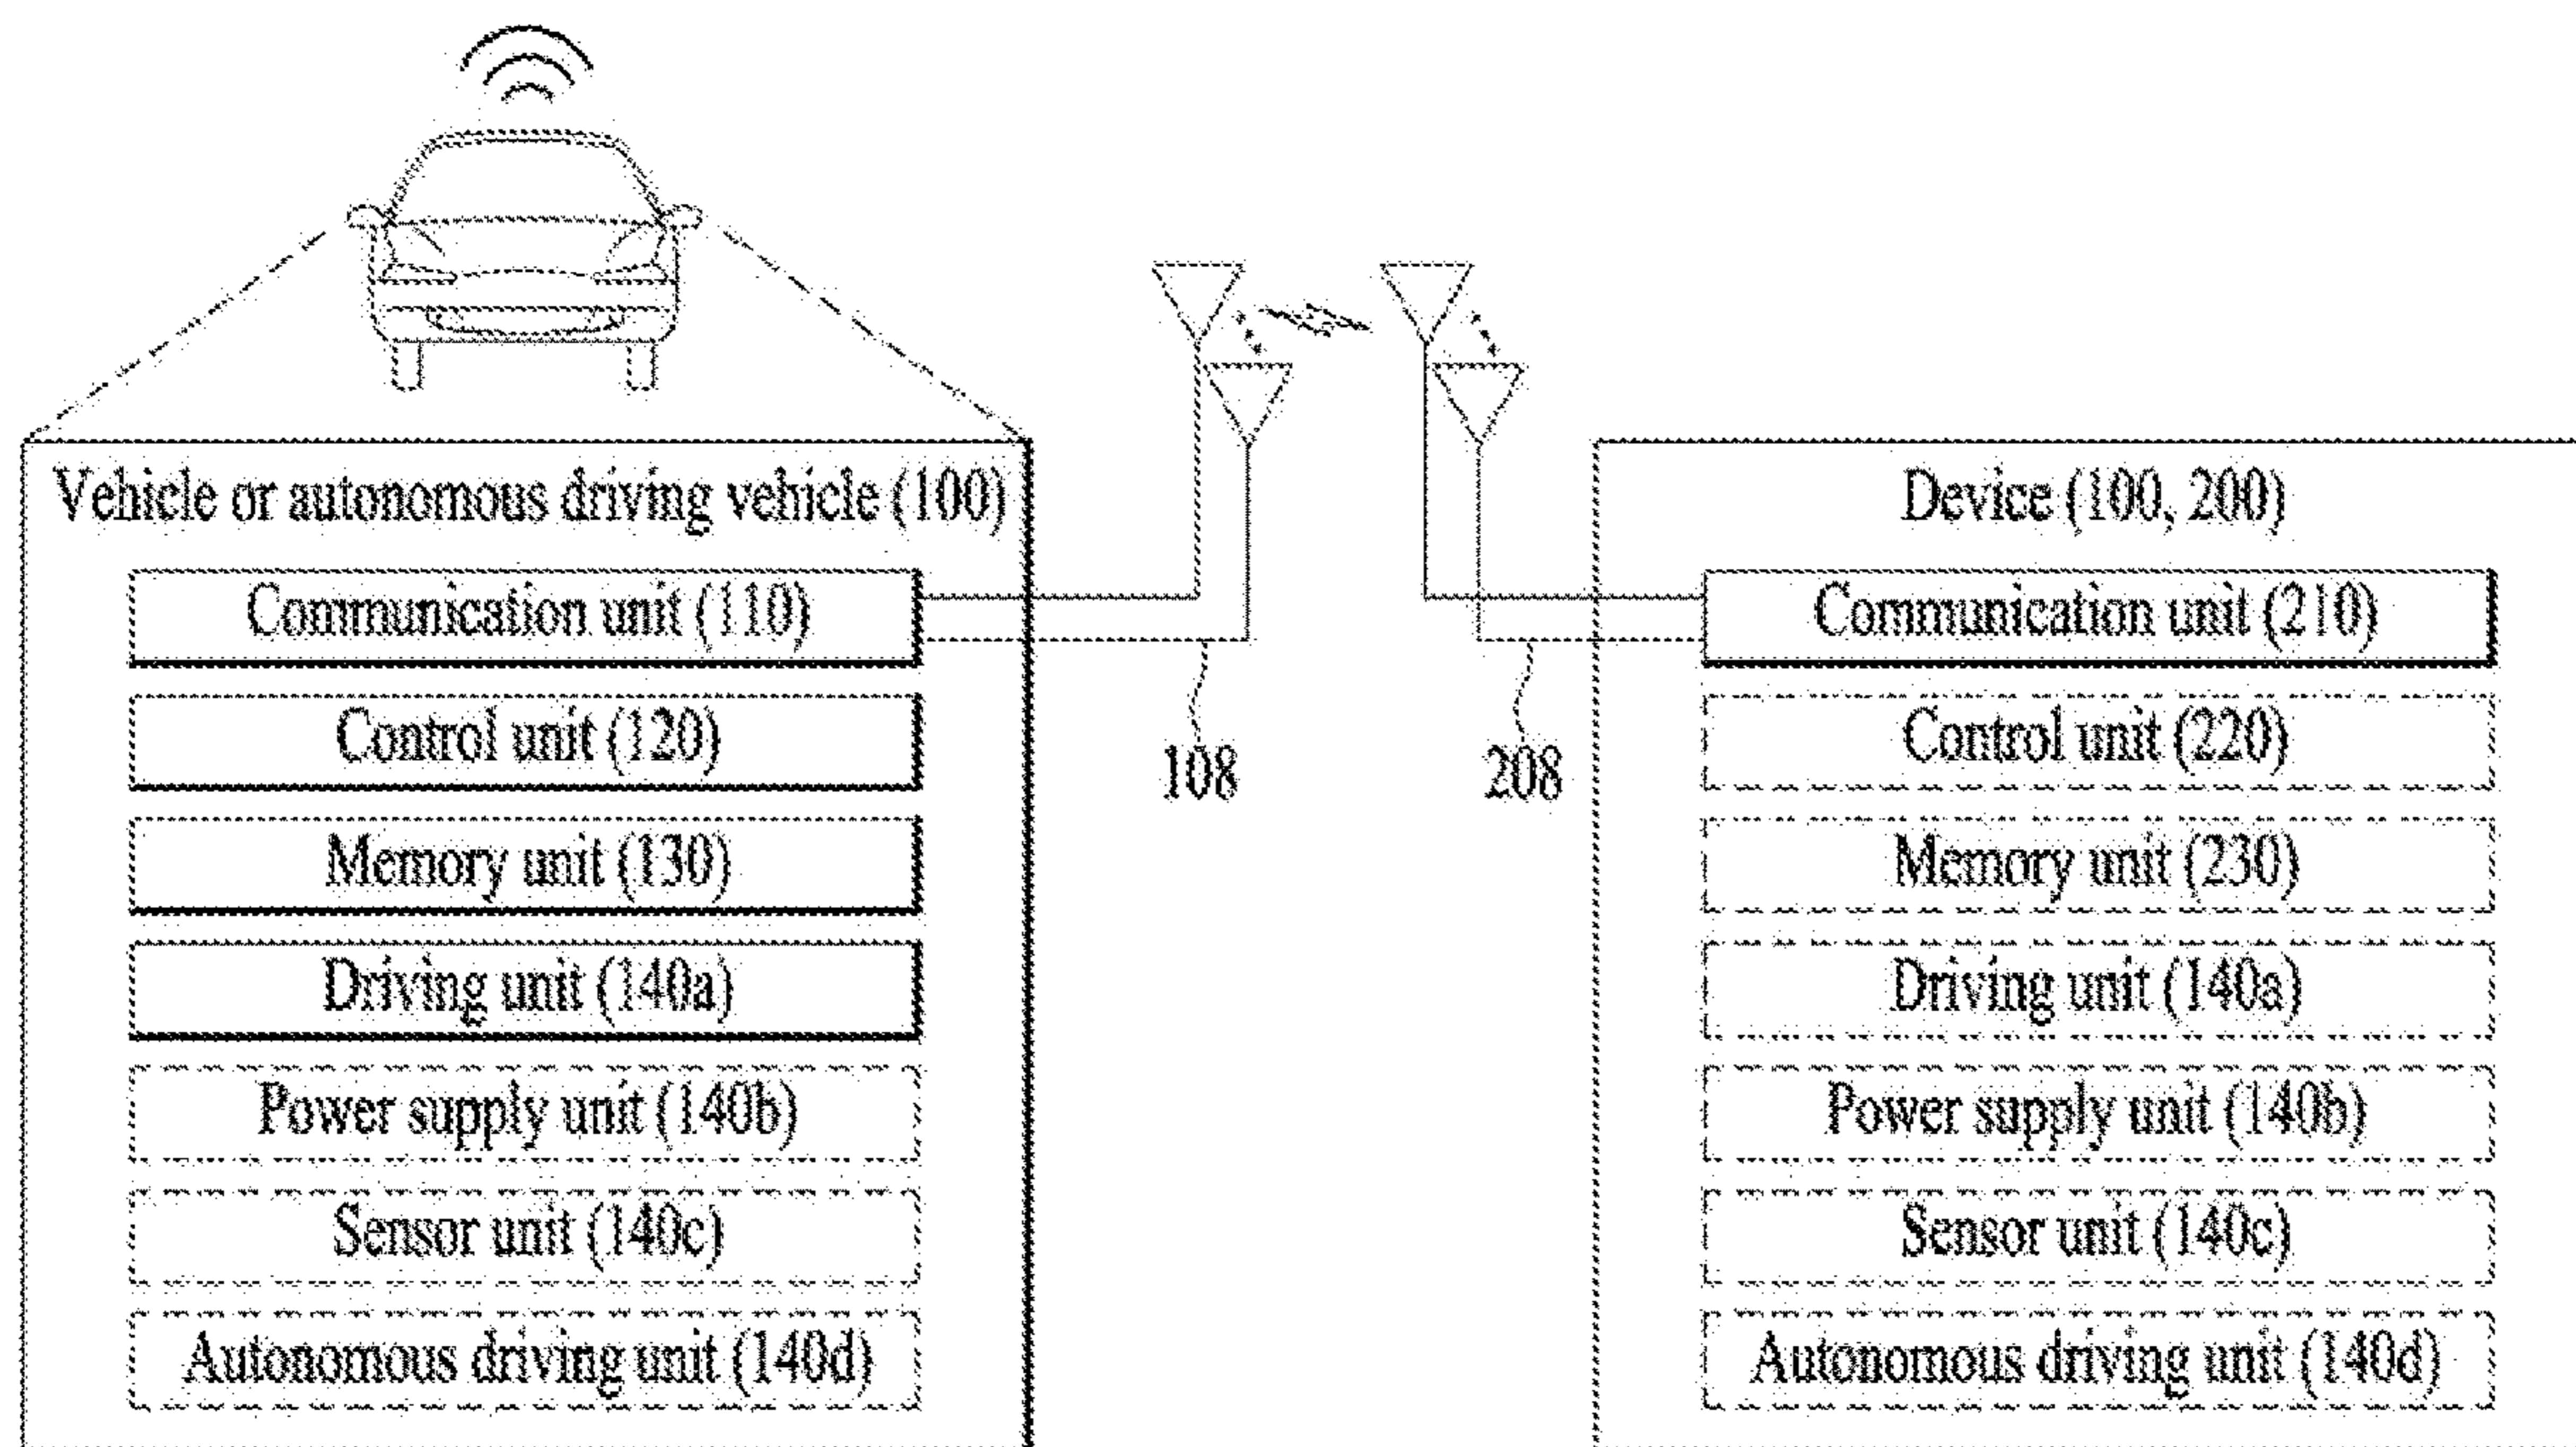 Vehicle or autonomous driving vehicle (100)
Communication unit (110)
Control unit (120)
Memory unit (130)
Driving unit (140a)
Power supply unit (140b)
Sensor unit (140c)
Autonomous driving unit (140d)
108
208
Device (100, 200)
Communication unit (210)
Control unit (220)
Memory unit (230)
Driving unit (140a)
Power supply unit (140b)
Sensor unit (140c)
Autonomous driving unit (140d)